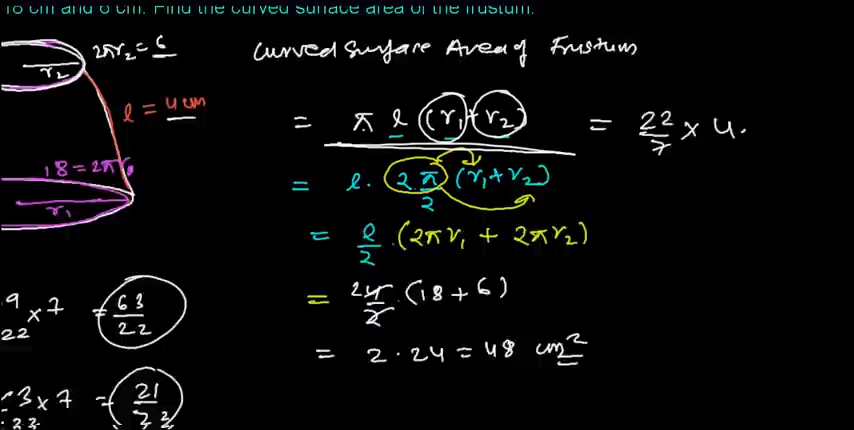 18 cm and 6 cm. Find the curved surface area of the frustum.
2πr₂ = 6
r₂
l = 4 cm
18 = 2πr₁
r₁
Curved Surface Area of Frustum
= π l (r₁ + r₂) = 22/7 × 4.
= l. 2π/2 (r₁ + r₂)
= l/2 . (2πr₁ + 2πr₂)
= 2 4/2 . (18 + 6)
= 2 . 24 = 48 cm²
9/22 × 7 = 63/22
3 × 7 = 21/22